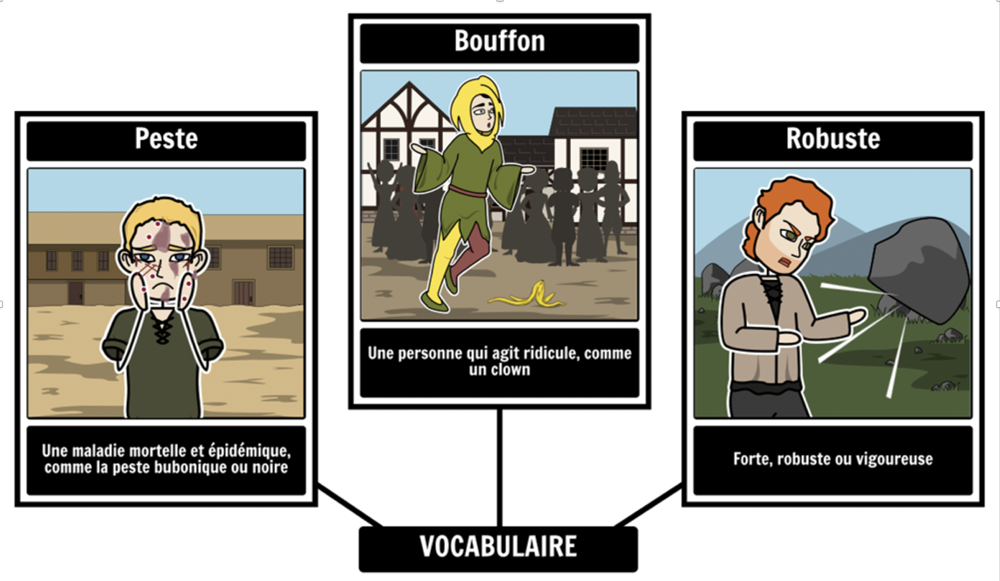 Peste
Une maladie mortelle et épidémique,
comme la peste bubonique ou noire
Bouffon
Une personne qui agit ridicule, comme
un clown
Robuste
Forte, robuste ou vigoureuse
VOCABULAIRE